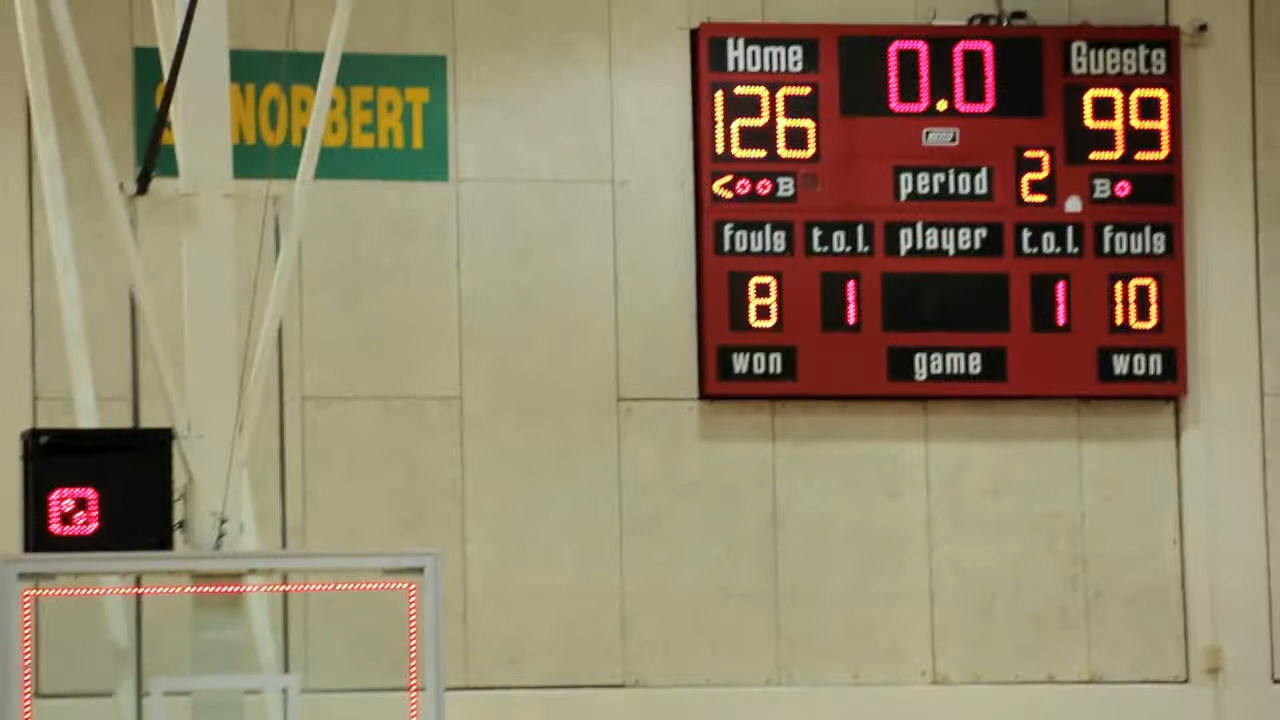 NORBERT
Home 0.0 Guests
126 99
< B period 2 B
fouls t.o.l. player t.o.l. fouls
8 1 1 10
won game won
0